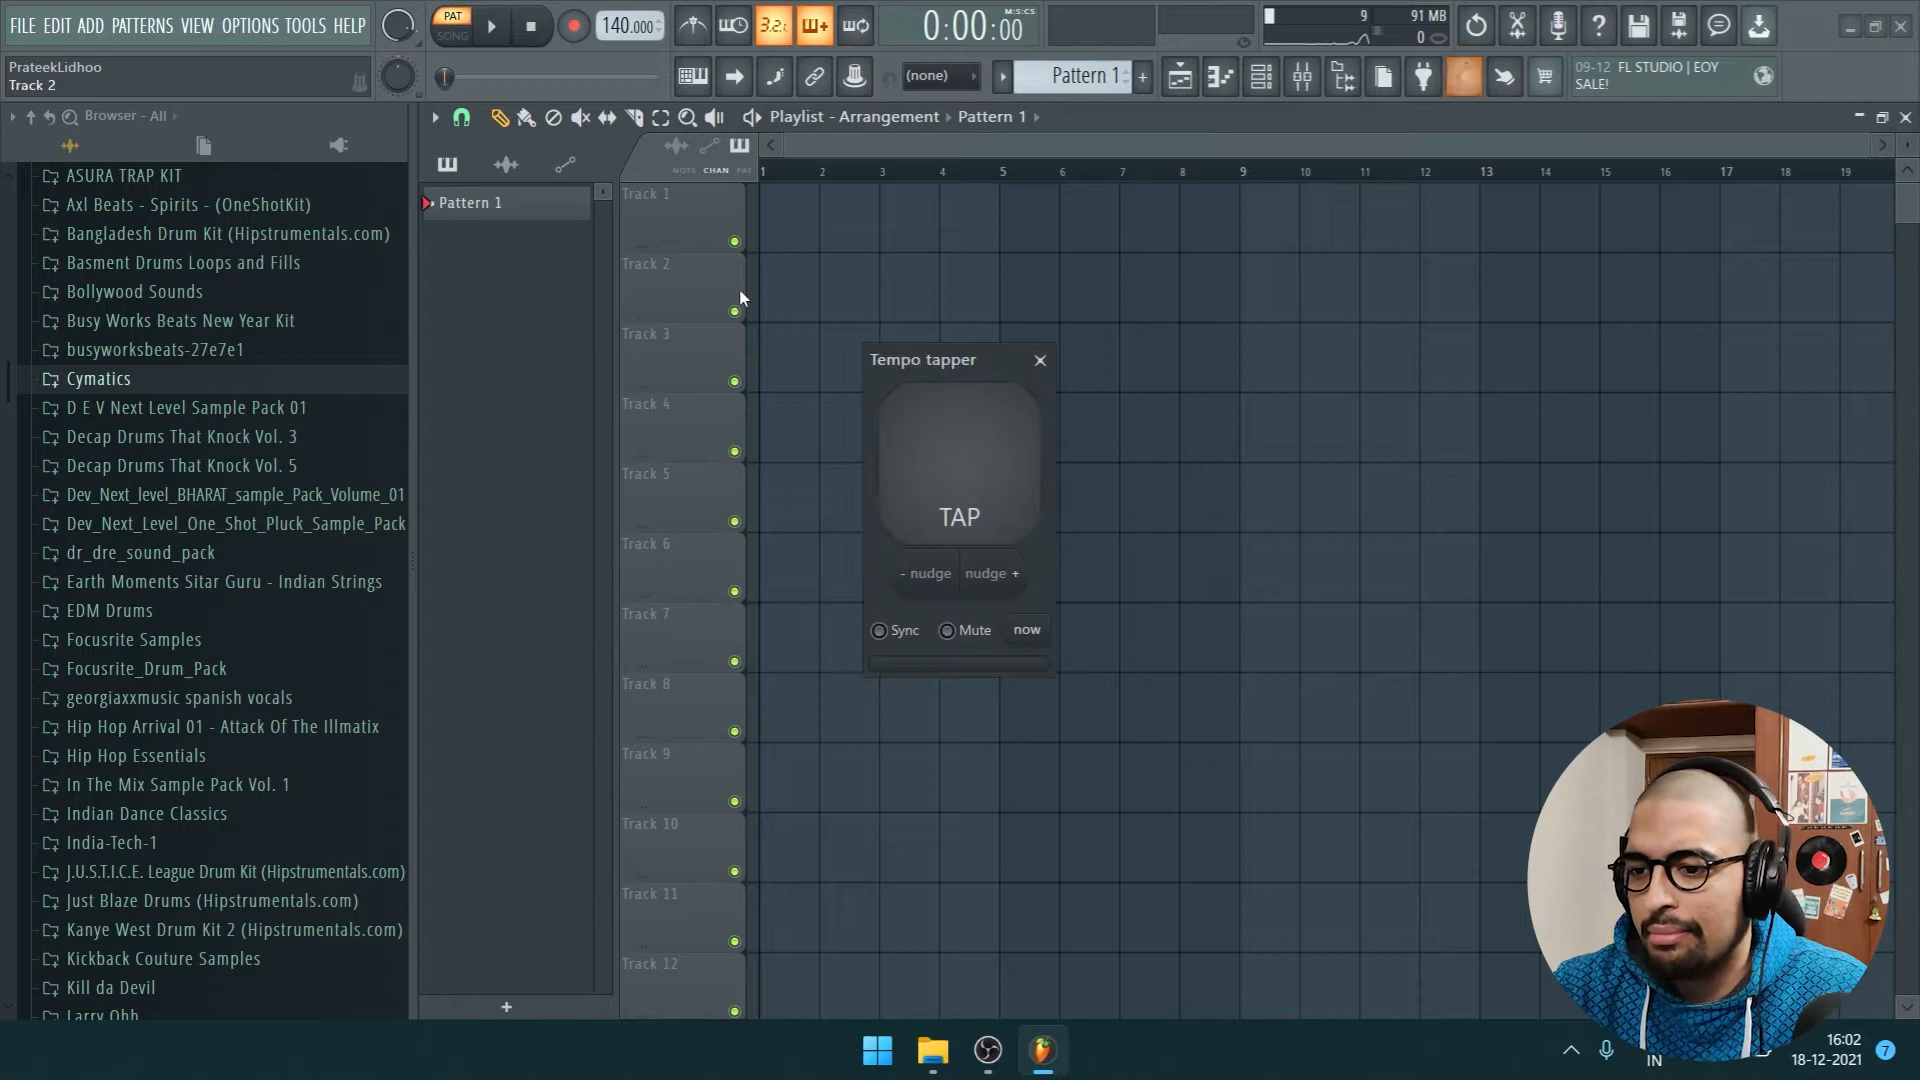 FILE EDIT ADD PATTERNS VIEW OPTIONS TOOLS HELP
PAT
SONG
140.000
3.2.
0:00:00
M:S:CS
9
91 MB
0
PrateekLidhoo
Track 2
(none)
Pattern 1
+
09-12 FL STUDIO | EOY
SALE!
Browser - All
Playlist - Arrangement
Pattern 1
NOTE CHAN PAT
1 2 3 4 5 6 7 8 9 10 11 12 13 14 15 16 17 18 19
Pattern 1
ASURA TRAP KIT
Axl Beats - Spirits - (OneShotKit)
Bangladesh Drum Kit (Hipstrumentals.com)
Basment Drums Loops and Fills
Bollywood Sounds
Busy Works Beats New Year Kit
busyworksbeats-27e7e1
Cymatics
D E V Next Level Sample Pack 01
Decap Drums That Knock Vol. 3
Decap Drums That Knock Vol. 5
Dev_Next_level_BHARAT_sample_Pack_Volume_01
Dev_Next_Level_One_Shot_Pluck_Sample_Pack
dr_dre_sound_pack
Earth Moments Sitar Guru - Indian Strings
EDM Drums
Focusrite Samples
Focusrite_Drum_Pack
georgiaxxmusic spanish vocals
Hip Hop Arrival 01 - Attack Of The Illmatix
Hip Hop Essentials
In The Mix Sample Pack Vol. 1
Indian Dance Classics
India-Tech-1
J.U.S.T.I.C.E. League Drum Kit (Hipstrumentals.com)
Just Blaze Drums (Hipstrumentals.com)
Kanye West Drum Kit 2 (Hipstrumentals.com)
Kickback Couture Samples
Kill da Devil
Larry Ohh
+
Track 1
Track 2
Track 3
Track 4
Track 5
Track 6
Track 7
Track 8
Track 9
Track 10
Track 11
Track 12
Tempo tapper
TAP
- nudge
nudge +
Sync
Mute
now
IN
16:02
18-12-2021
7